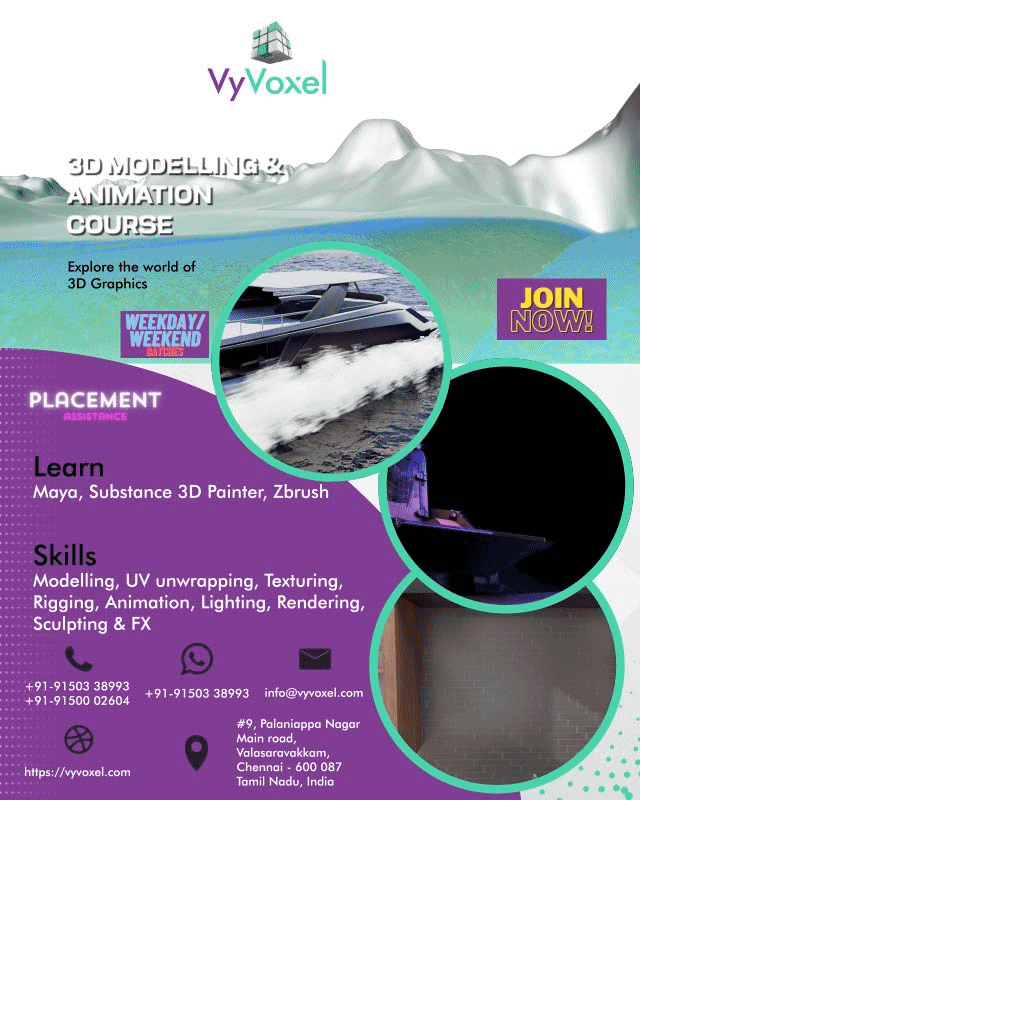 VyVoxel
3D MODELLING &
ANIMATION
COURSE
Explore the world of
3D Graphics
WEEKDAY/
WEEKEND
BATCHES
JOIN
NOW!
PLACEMENT
ASSISTANCE
Learn
Maya, Substance 3D Painter, Zbrush
Skills
Modelling, UV unwrapping, Texturing,
Rigging, Animation, Lighting, Rendering,
Sculpting & FX
+91-91503 38993
+91-91500 02604
+91-91503 38993
info@vyvoxel.com
https://vyvoxel.com
#9, Palaniappa Nagar
Main road,
Valasaravakkam,
Chennai - 600 087
Tamil Nadu, India